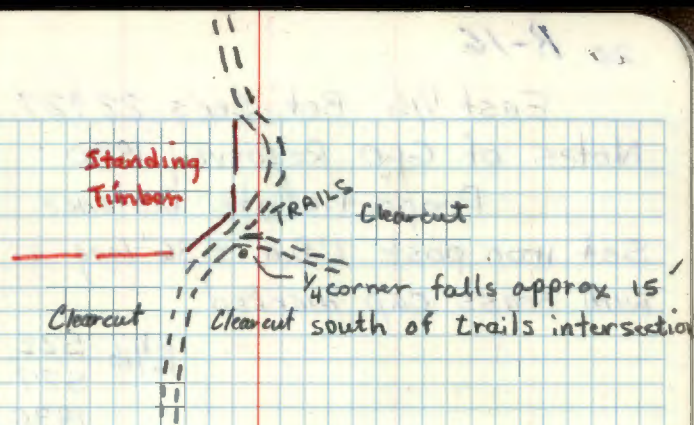 Standing
Timber
TRAILS
Clearcut
1/4 corner falls approx 15'
Clearcut
Clearcut
south of trails intersection